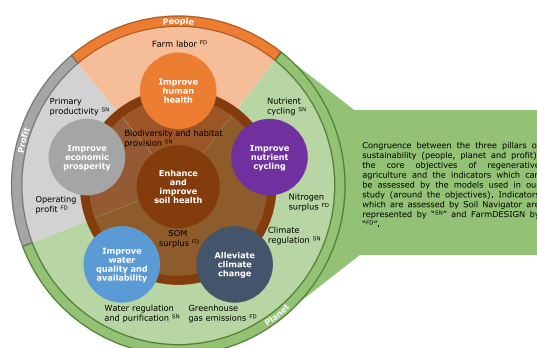 People
Farm labor FD
Improve
human
health
Primary
productivity SN
Nutrient
cycling SN
Profit
Biodiversity and habitat
provision SN
Improve
economic
prosperity
Improve
nutrient
cycling
Enhance
and
improve
soil health
Operating
profit FD
Nitrogen
surplus FD
SOM
surplus FD
Climate
regulation SN
Improve
water
quality and
availability
Alleviate
climate
change
Water regulation
and purification SN
Greenhouse
gas emissions FD
Planet
Congruence between the three pillars o
sustainability (people, planet and profit)
the core objectives of regenerative
agriculture and the indicators which can
be assessed by the models used in ou
study (around the objectives). Indicators
which are assessed by Soil Navigator are
represented by "SN" and FarmDESIGN by
"FD".